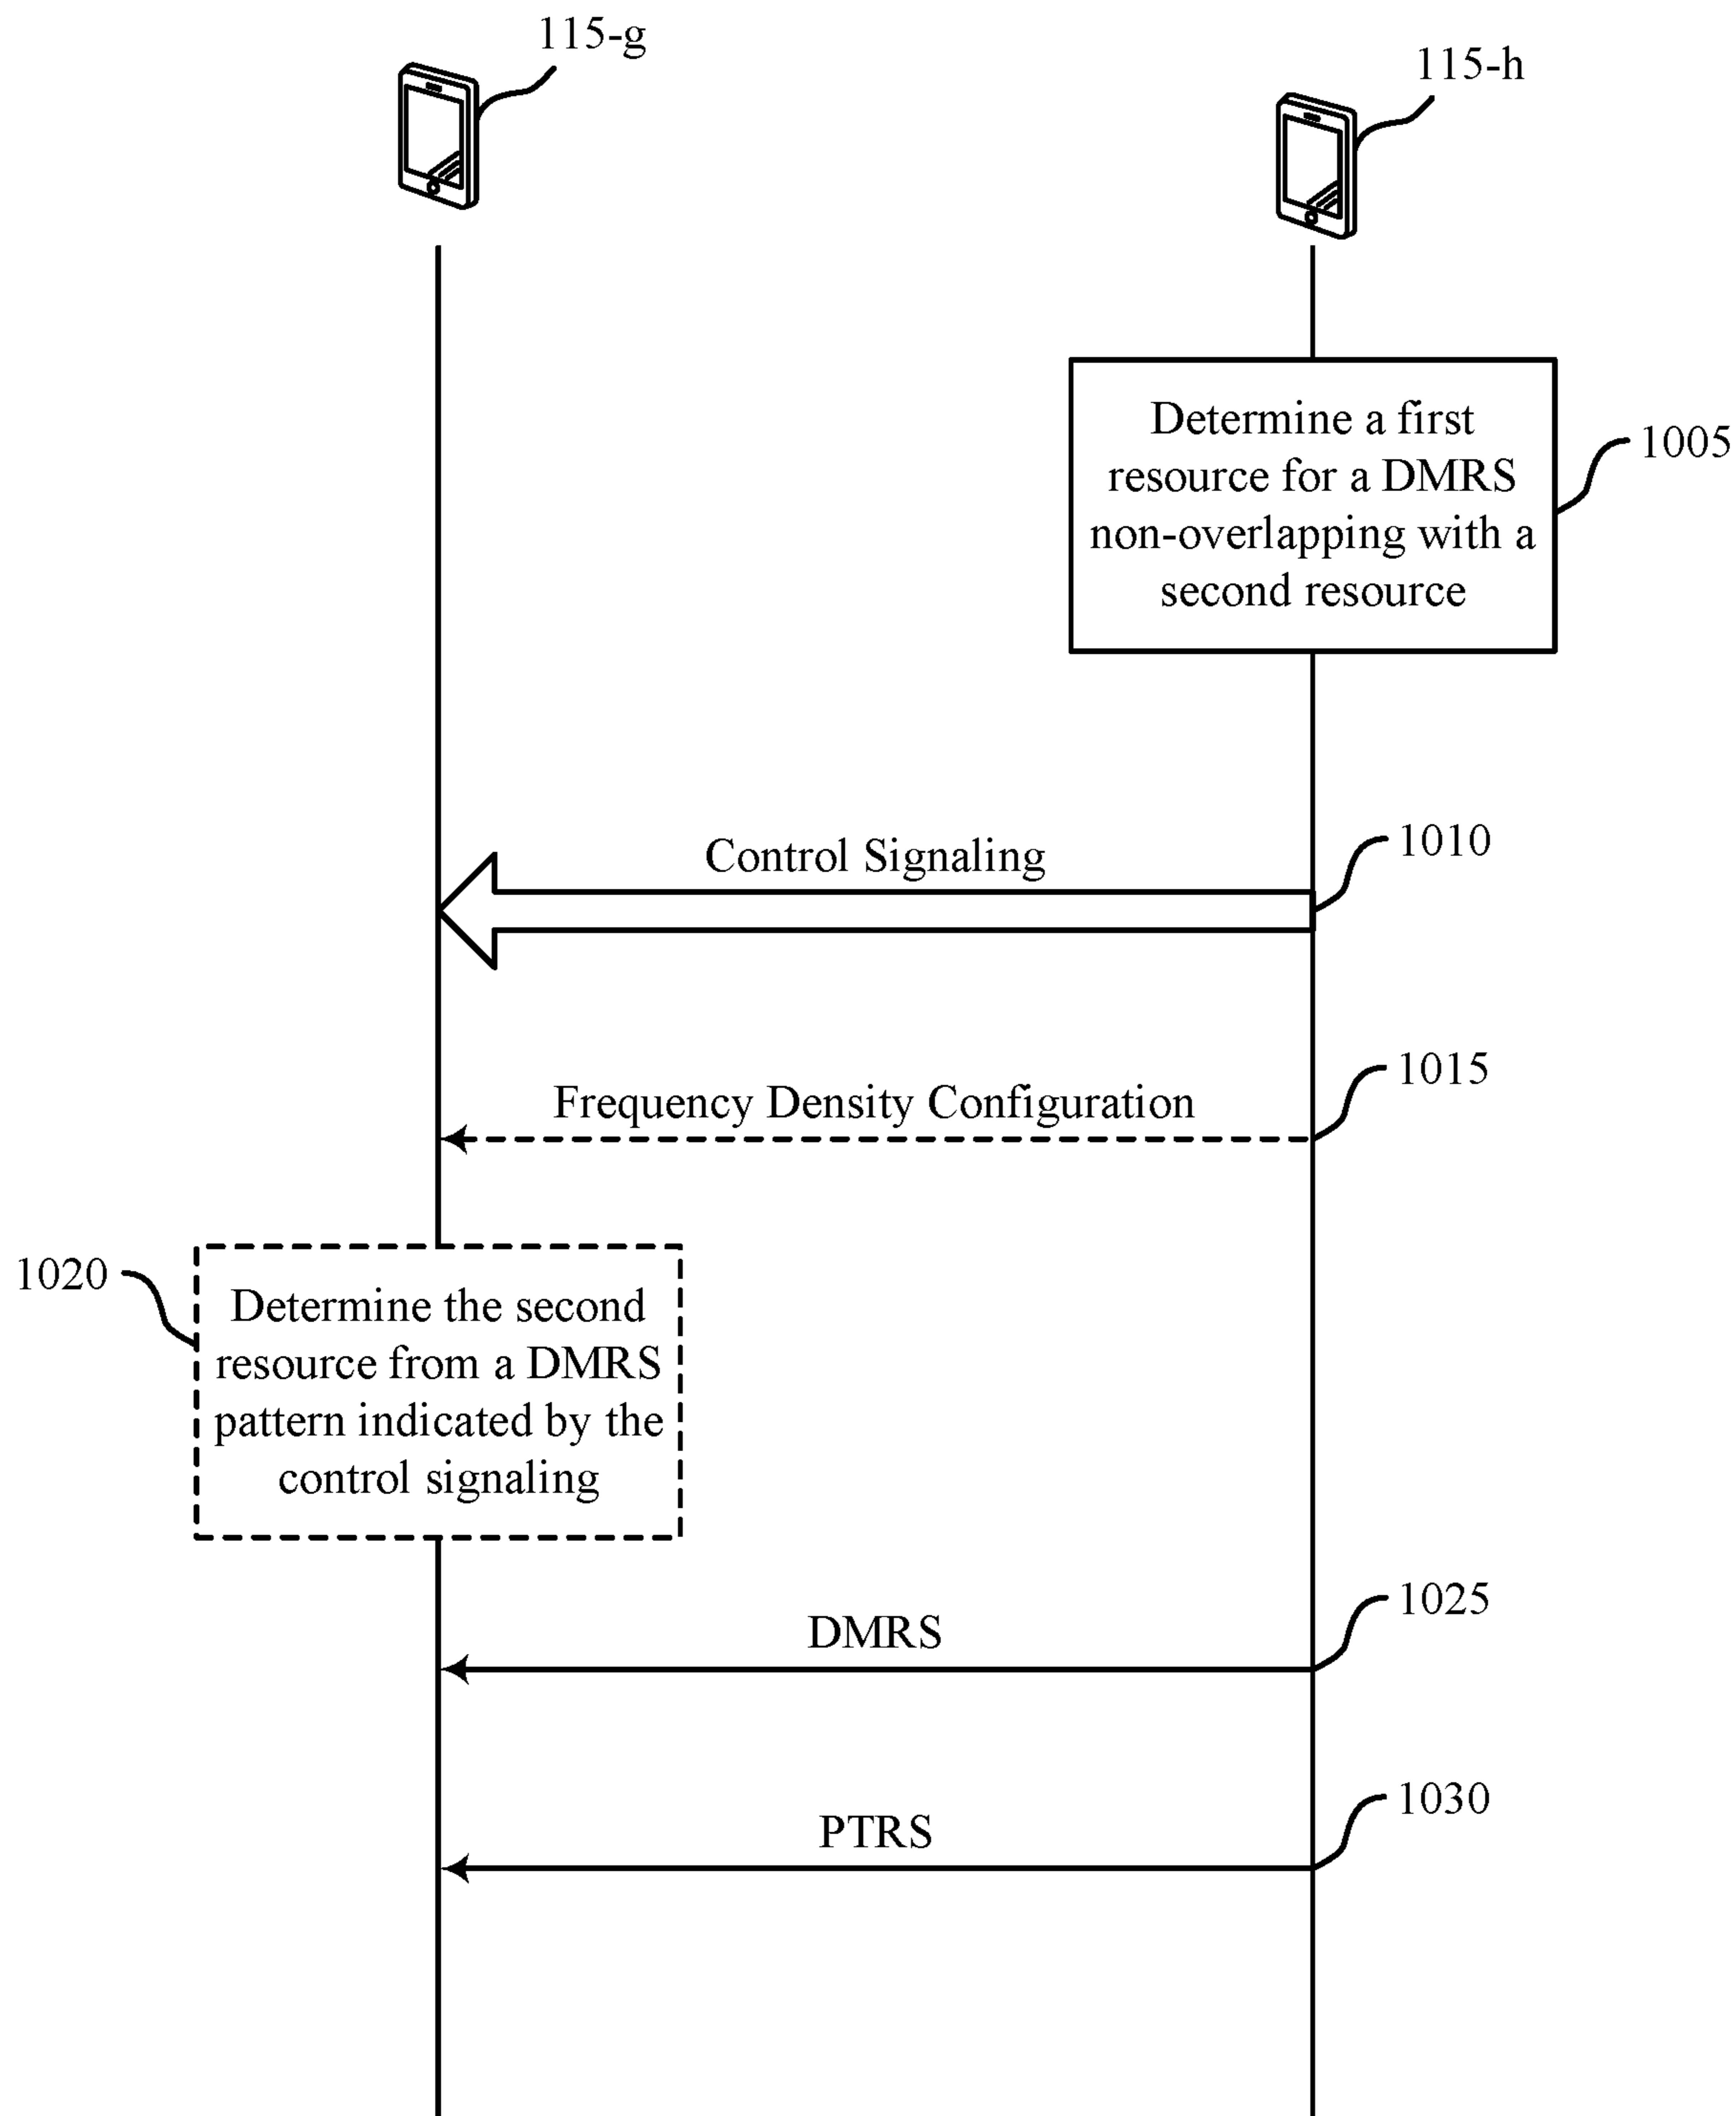 115-g
115-h
Determine a first
resource for a DMRS
non-overlapping with a
second resource
1005
Control Signaling
1010
Frequency Density Configuration
1015
1020
Determine the second
resource from a DMRS
pattern indicated by the
control signaling
DMRS
1025
PTRS
1030